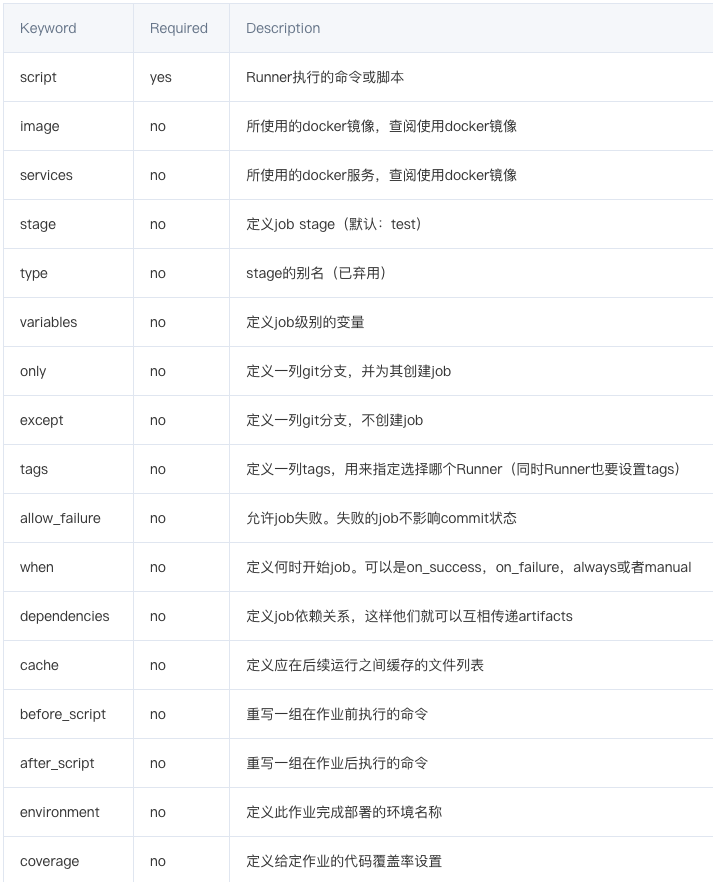 Keyword Required Description
script yes Runner执行的命令或脚本
image no 所使用的docker镜像，查阅使用docker镜像
services no 所使用的docker服务，查阅使用docker镜像
stage no 定义job stage（默认：test）
type no stage的别名（已弃用）
variables no 定义job级别的变量
only no 定义一列git分支，并为其创建job
except no 定义一列git分支，不创建job
tags no 定义一列tags，用来指定选择哪个Runner（同时Runner也要设置tags）
allow_failure no 允许job失败。失败的job不影响commit状态
when no 定义何时开始job。可以是on_success，on_failure，always或者manual
dependencies no 定义job依赖关系，这样他们就可以互相传递artifacts
cache no 定义应在后续运行之间缓存的文件列表
before_script no 重写一组在作业前执行的命令
after_script no 重写一组在作业后执行的命令
environment no 定义此作业完成部署的环境名称
coverage no 定义给定作业的代码覆盖率设置